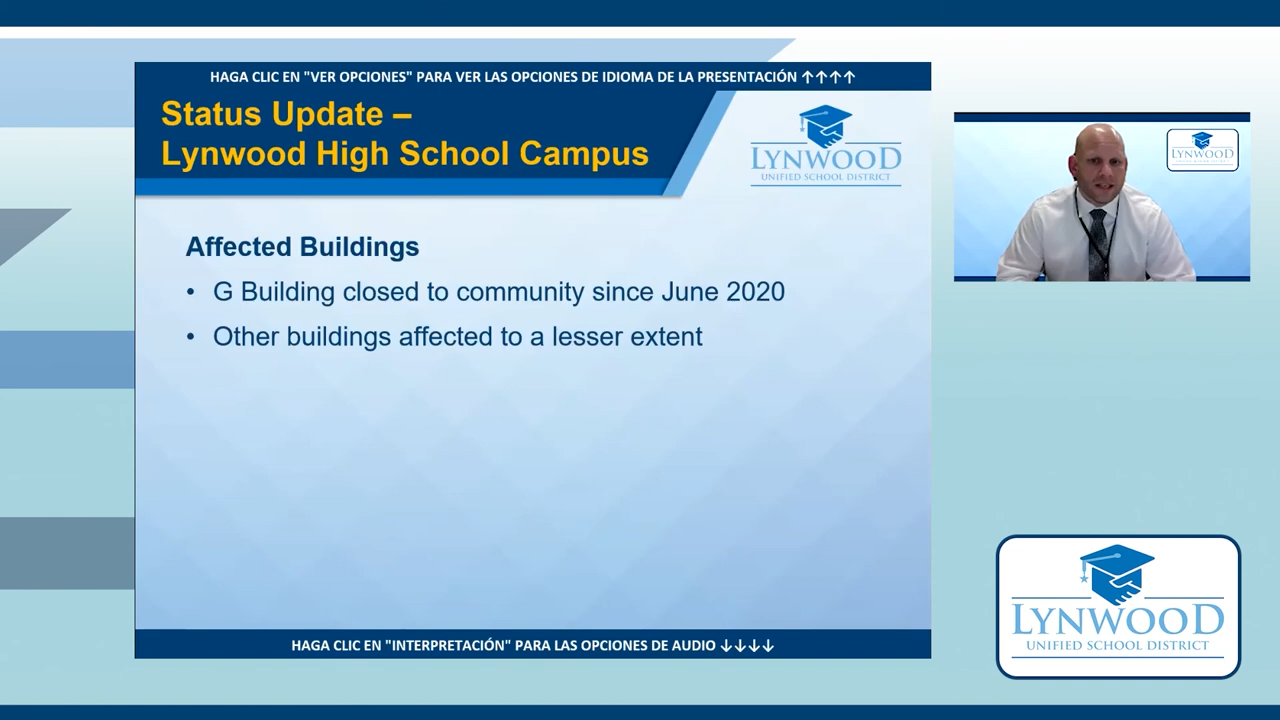 HAGA CLIC EN "VER OPCIONES" PARA VER LAS OPCIONES DE IDIOMA DE LA PRESENTACIÓN ↑↑↑↑
Status Update –
Lynwood High School Campus
LYNWOOD
UNIFIED SCHOOL DISTRICT
Affected Buildings
• G Building closed to community since June 2020
• Other buildings affected to a lesser extent
HAGA CLIC EN "INTERPRETACIÓN" PARA LAS OPCIONES DE AUDIO ↓↓↓↓
LYNWOOD
LYNWOOD
UNIFIED SCHOOL DISTRICT